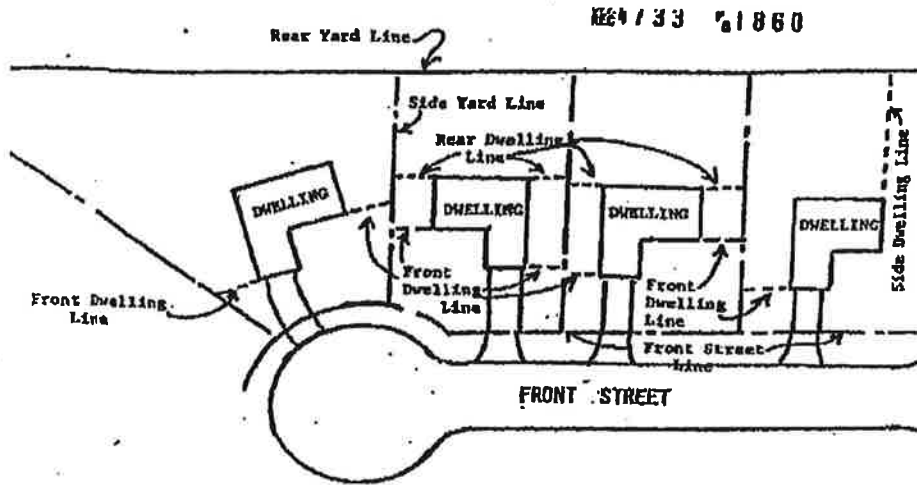 1860
Rear Yard Line
Side Yard Line
Rear Dwelling
Line
DWELLING
DWELLING
DWELLING
DWELLING
Side Dwelling Line
Front Dwelling
Line
Front
Dwelling
Line
Front
Dwelling
Line
Front Street
Line
FRONT STREET